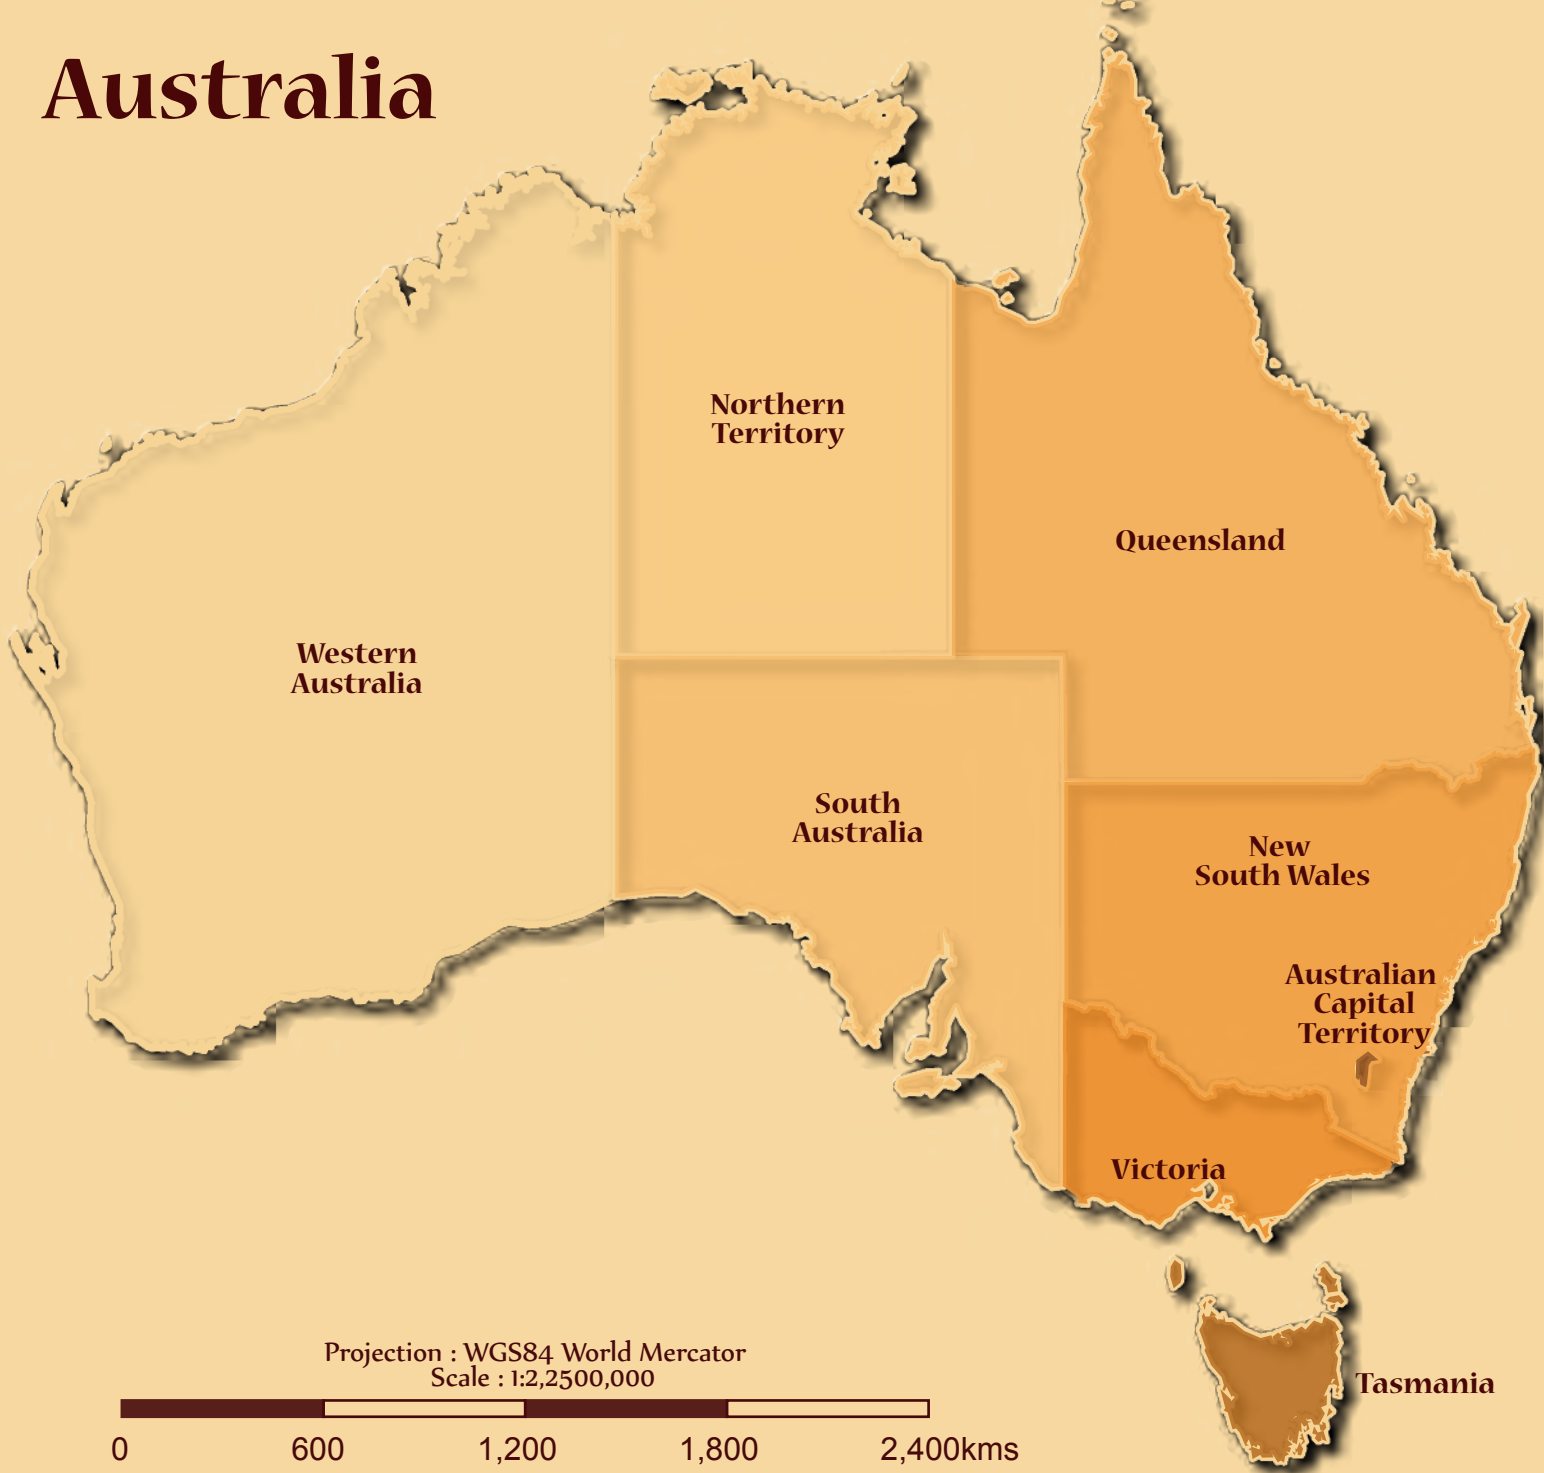 Australia
Northern
Territory
Queensland
Western
Australia
South
Australia
New
South Wales
Australian
Capital
Territory
Victoria
Tasmania
Projection : WGS84 World Mercator
Scale : 1:2,2500,000
0 600 1,200 1,800 2,400kms